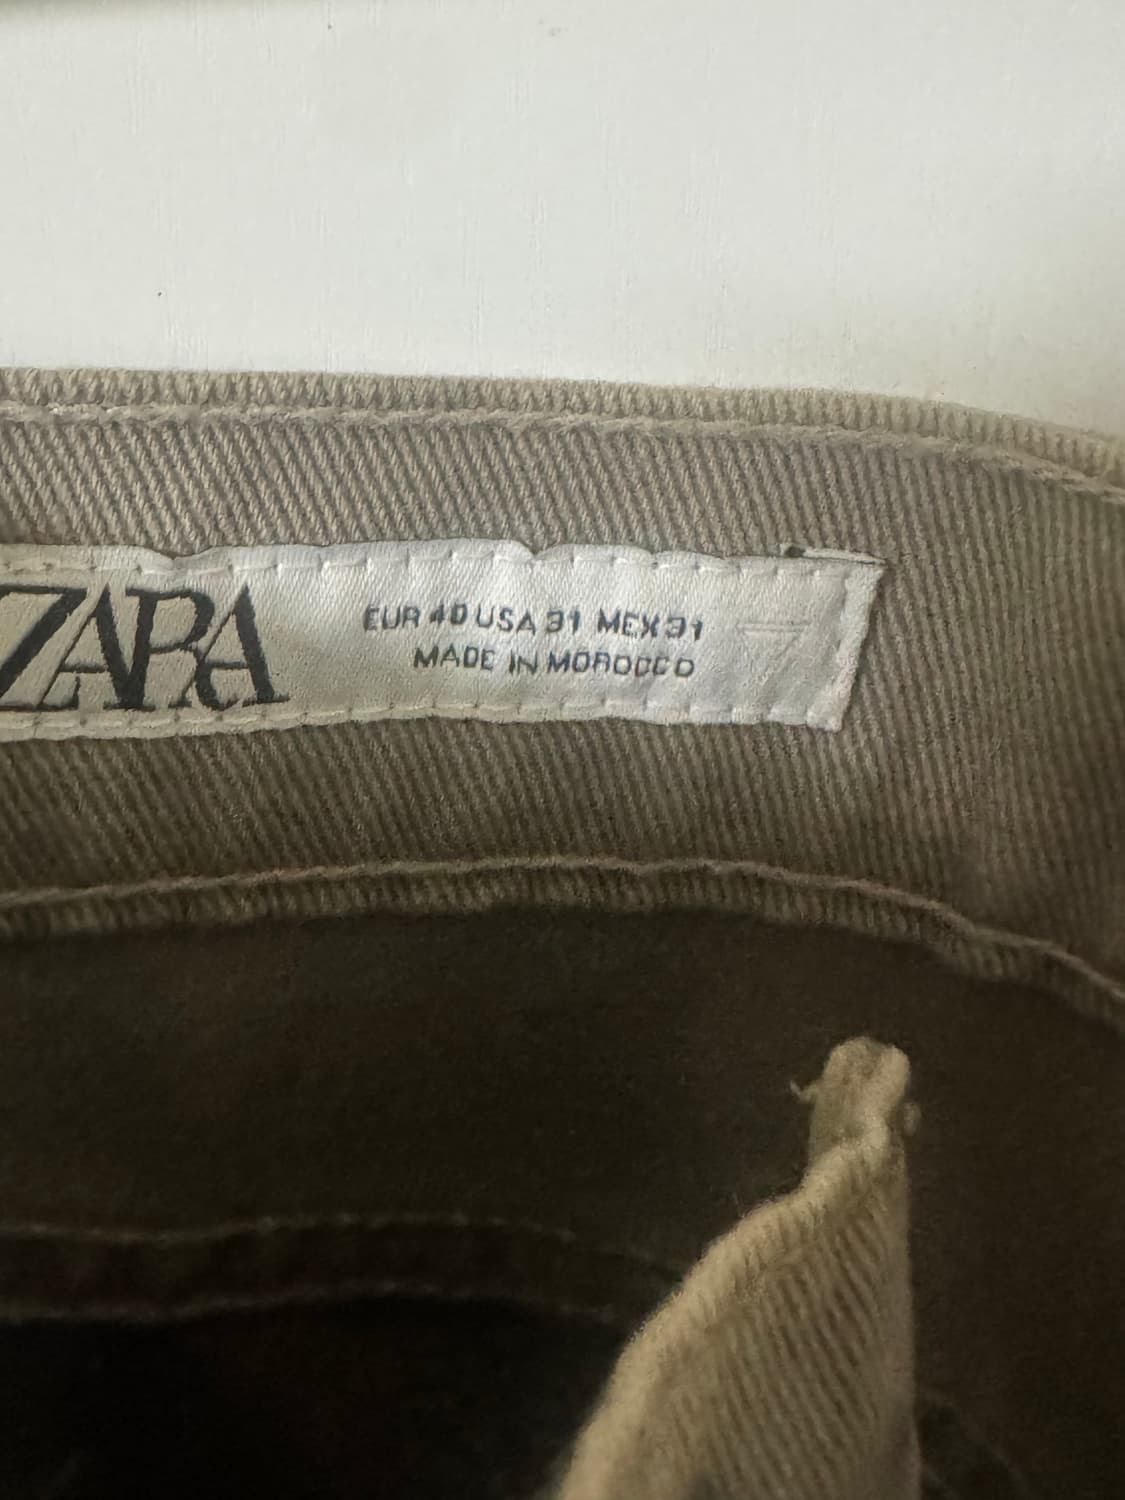 ZARA
EUR 40 USA 31 MEX 31
MADE IN MOROCCO